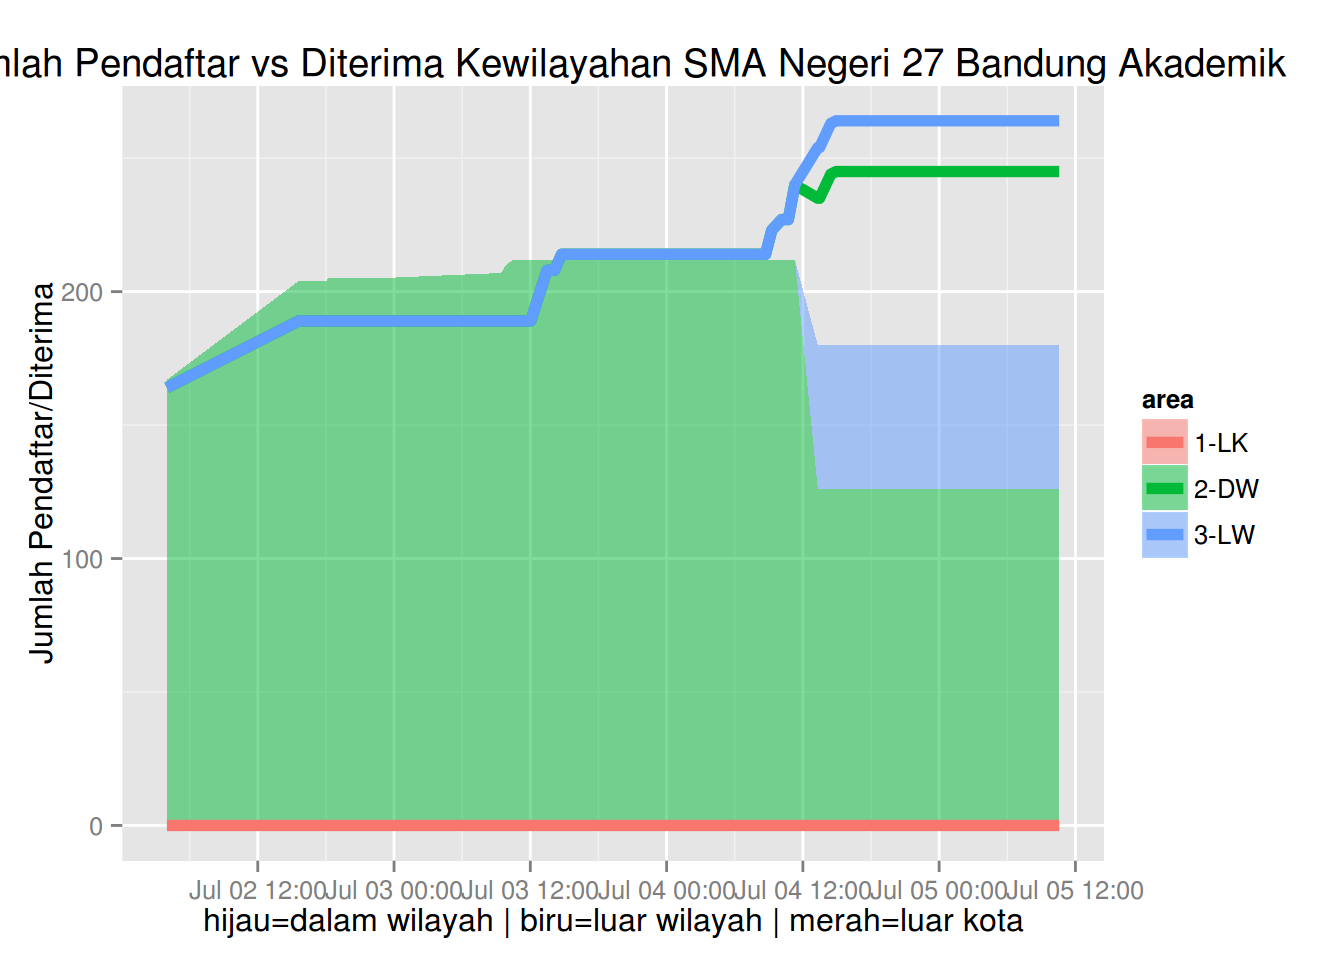 mlah Pendaftar vs Diterima Kewilayahan SMA Negeri 27 Bandung Akademik
Jumlah Pendaftar/Diterima
200
100
0
Jul 02 12:00
Jul 03 00:00
Jul 03 12:00
Jul 04 00:00
Jul 04 12:00
Jul 05 00:00
Jul 05 12:00
hijau=dalam wilayah | biru=luar wilayah | merah=luar kota
area
1-LK
2-DW
3-LW